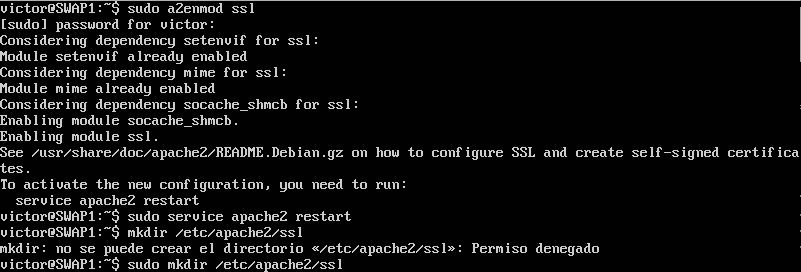 victor@SWAP1:~$ sudo a2enmod ssl
[sudo] password for victor:
Considering dependency setenvif for ssl:
Module setenvif already enabled
Considering dependency mime for ssl:
Module mime already enabled
Considering dependency socache_shmcb for ssl:
Enabling module socache_shmcb.
Enabling module ssl.
See /usr/share/doc/apache2/README.Debian.gz on how to configure SSL and create self-signed certifica
tes.
To activate the new configuration, you need to run:
  service apache2 restart
victor@SWAP1:~$ sudo service apache2 restart
victor@SWAP1:~$ mkdir /etc/apache2/ssl
mkdir: no se puede crear el directorio «/etc/apache2/ssl»: Permiso denegado
victor@SWAP1:~$ sudo mkdir /etc/apache2/ssl